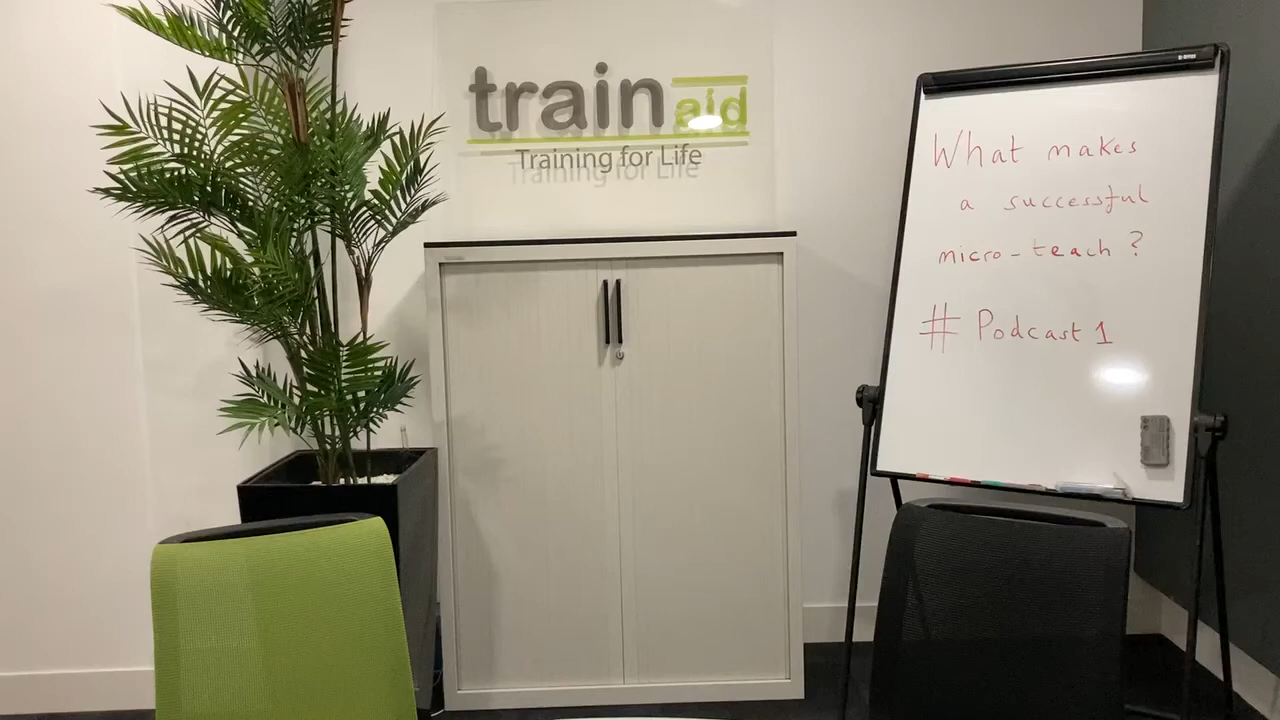 train aid
Training for Life
What makes
a successful
micro-teach?
# Podcast 1